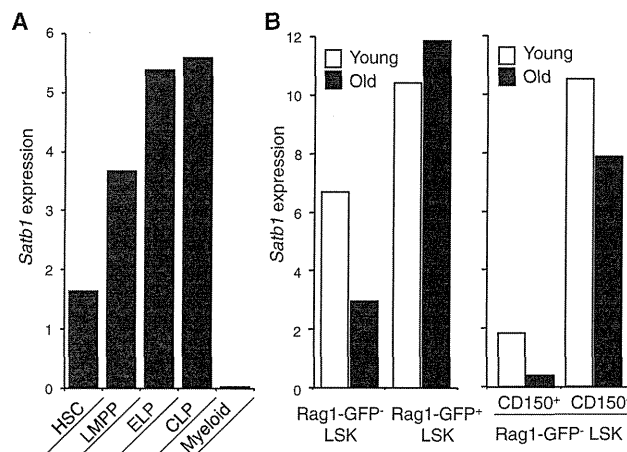 A
Satb1 expression
6
5
4
3
2
1
0
HSC
LMPP
ELP
CLP
Myeloid
B
Satb1 expression
12
10
8
6
4
2
0
Young
Old
Rag1-GFP-
LSK
Rag1-GFP+
LSK
Young
Old
CD150+
CD150-
Rag1-GFP- LSK